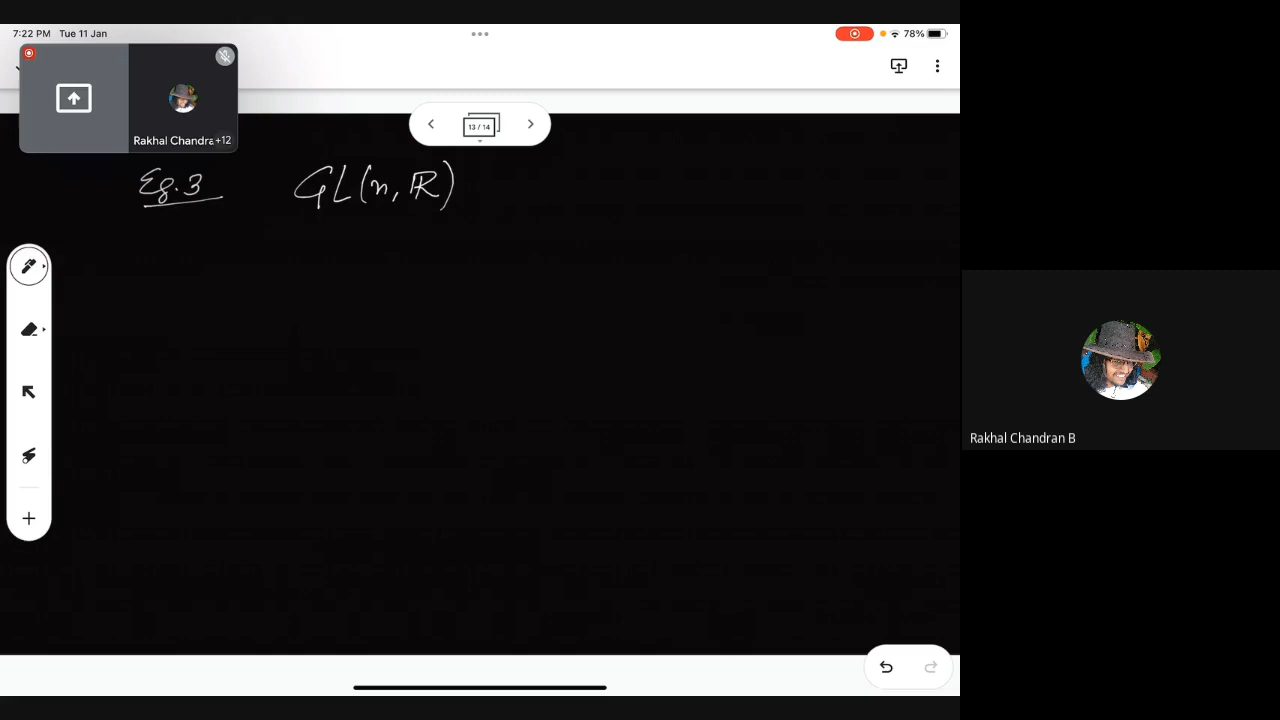 7:22 PM Tue 11 Jan
78%
Rakhal Chandra +12
13 / 14
Eg. 3 GL(n, ℝ)
Rakhal Chandran B